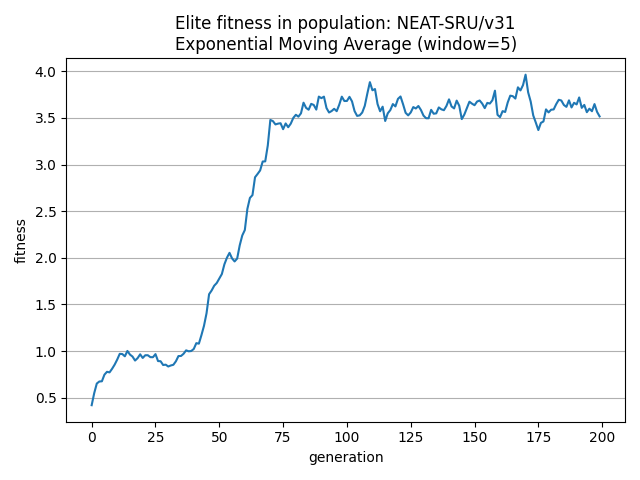 Elite fitness in population: NEAT-SRU/v31
Exponential Moving Average (window=5)
4.0
3.5
3.0
2.5
2.0
1.5
1.0
0.5
fitness
0 25 50 75 100 125 150 175 200
generation